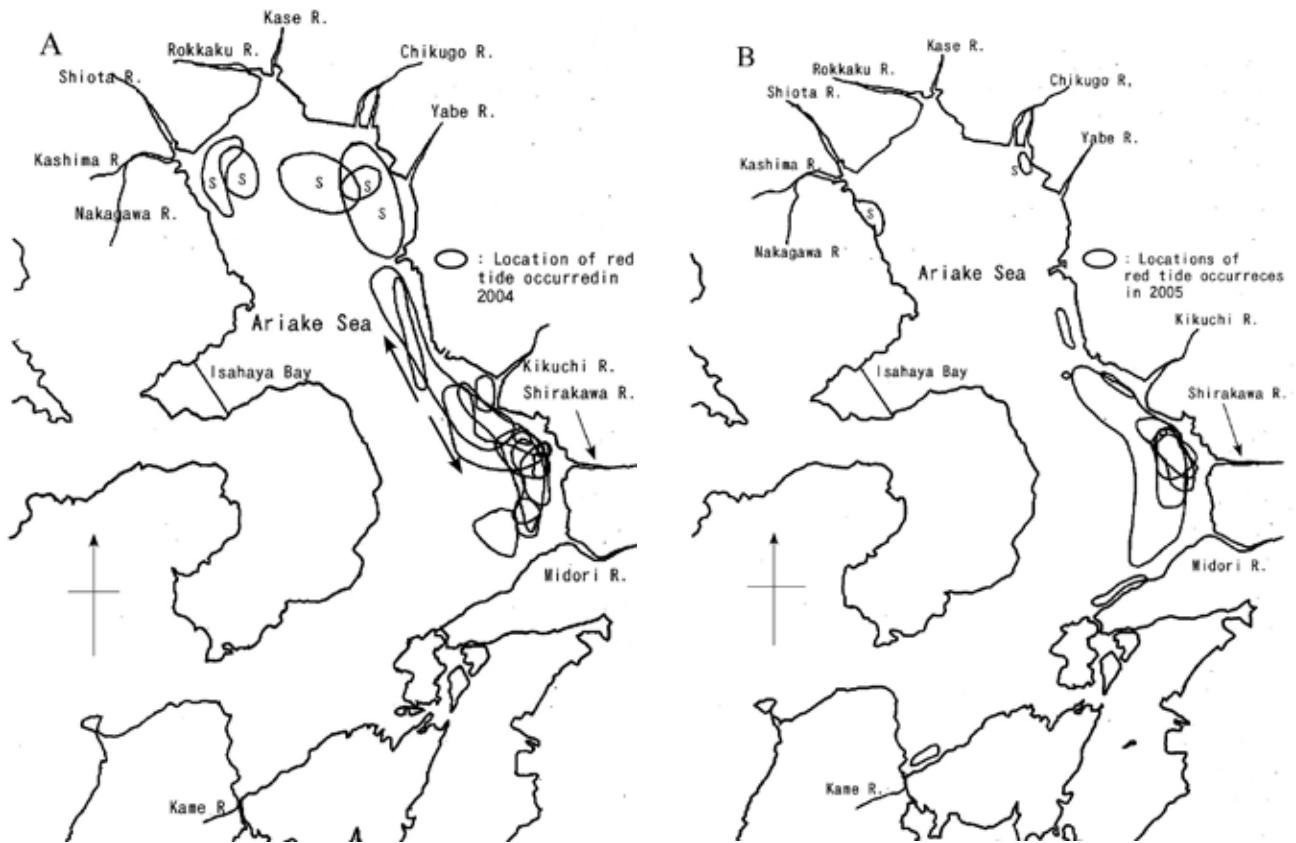 A
Kase R.
Rokkaku R.
Chikugo R.
Shiota R.
Yabe R.
Kashima R.
S
S
S
S
S
Nakagawa R.
: Location of red
tide occurredin
2004
Ariake Sea
Isahaya Bay
Kikuchi R.
Shirakawa R.
Midori R.
Kame R
B
Kase R.
Rokkaku R.
Chikugo R.
Shiota R.
Yabe R.
Kashima R.
S
S
Nakagawa R
Ariake Sea
: Locations of
red tide occurreces
in 2005
Kikuchi R.
Isahaya Bay
Shirakawa R.
Midori R.
Kame R.